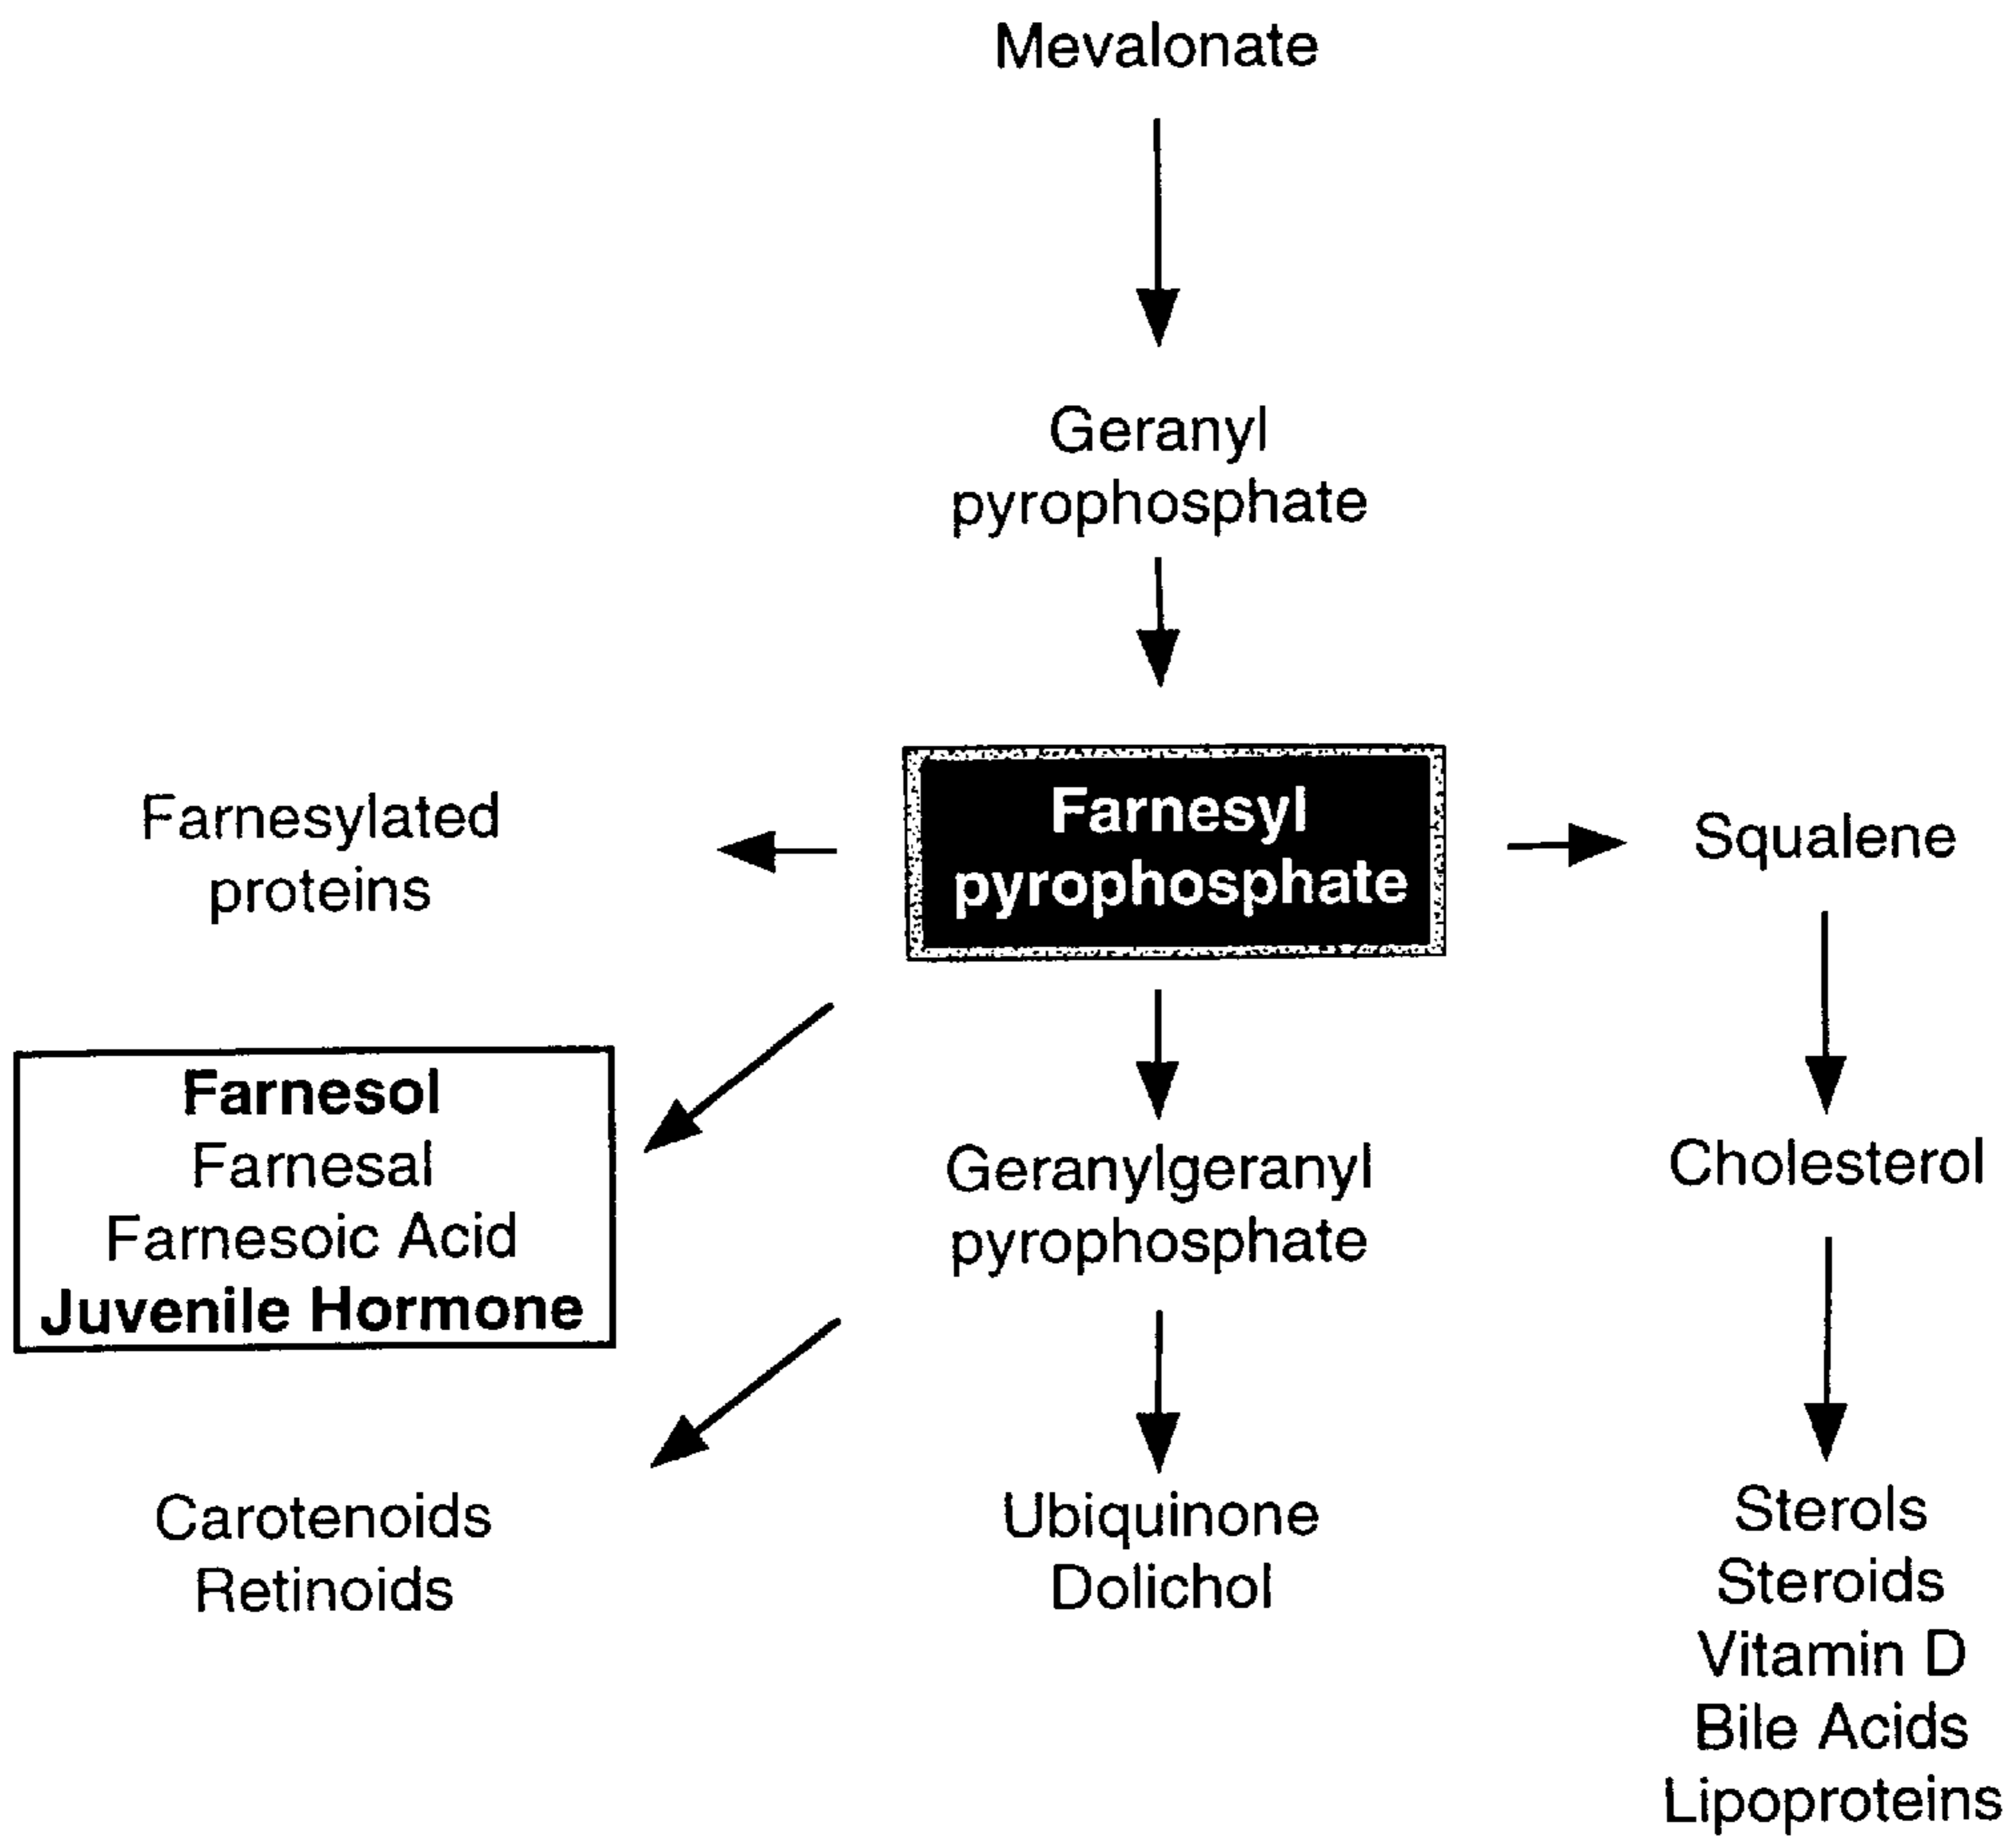 Mevalonate
Geranyl
pyrophosphate
Farnesylated
proteins
Farnesyl
pyrophosphate
Squalene
Farnesol
Farnesal
Farnesoic Acid
Juvenile Hormone
Geranylgeranyl
pyrophosphate
Cholesterol
Carotenoids
Retinoids
Ubiquinone
Dolichol
Sterols
Steroids
Vitamin D
Bile Acids
Lipoproteins